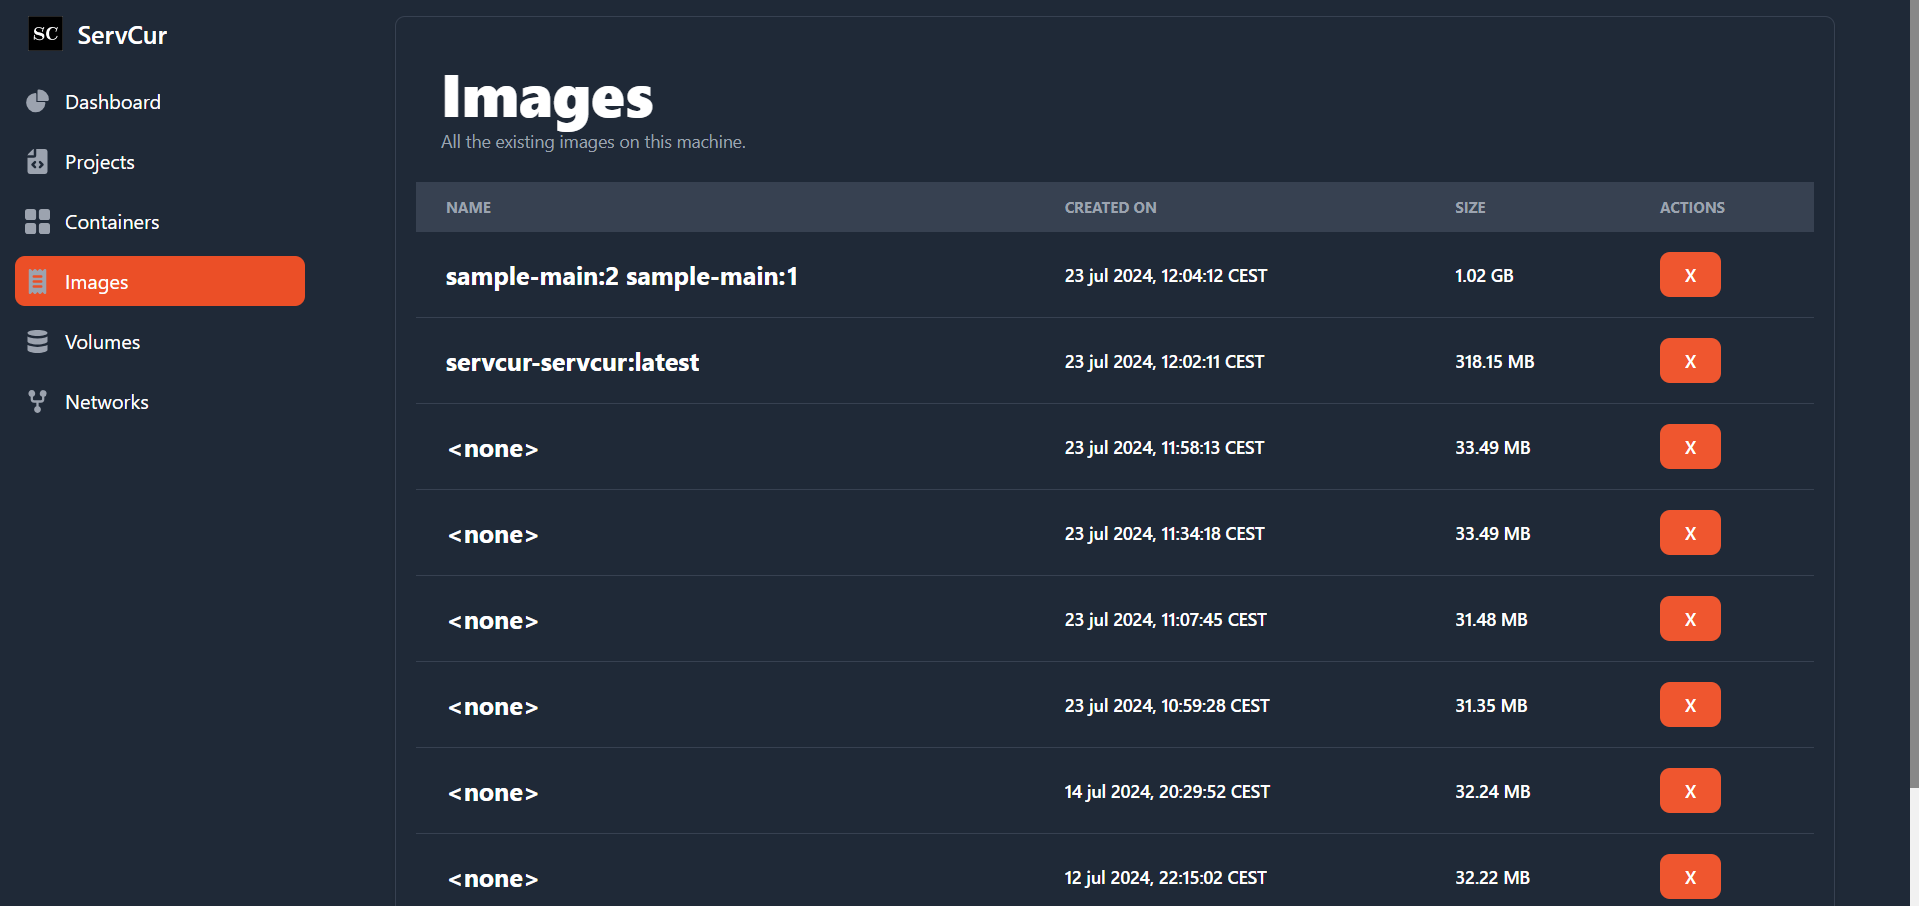 SC ServCur
Dashboard
Projects
Containers
Images
Volumes
Networks
Images
All the existing images on this machine.
NAME CREATED ON SIZE ACTIONS
sample-main:2 sample-main:1 23 jul 2024, 12:04:12 CEST 1.02 GB X
servcur-servcur:latest 23 jul 2024, 12:02:11 CEST 318.15 MB X
<none> 23 jul 2024, 11:58:13 CEST 33.49 MB X
<none> 23 jul 2024, 11:34:18 CEST 33.49 MB X
<none> 23 jul 2024, 11:07:45 CEST 31.48 MB X
<none> 23 jul 2024, 10:59:28 CEST 31.35 MB X
<none> 14 jul 2024, 20:29:52 CEST 32.24 MB X
<none> 12 jul 2024, 22:15:02 CEST 32.22 MB X